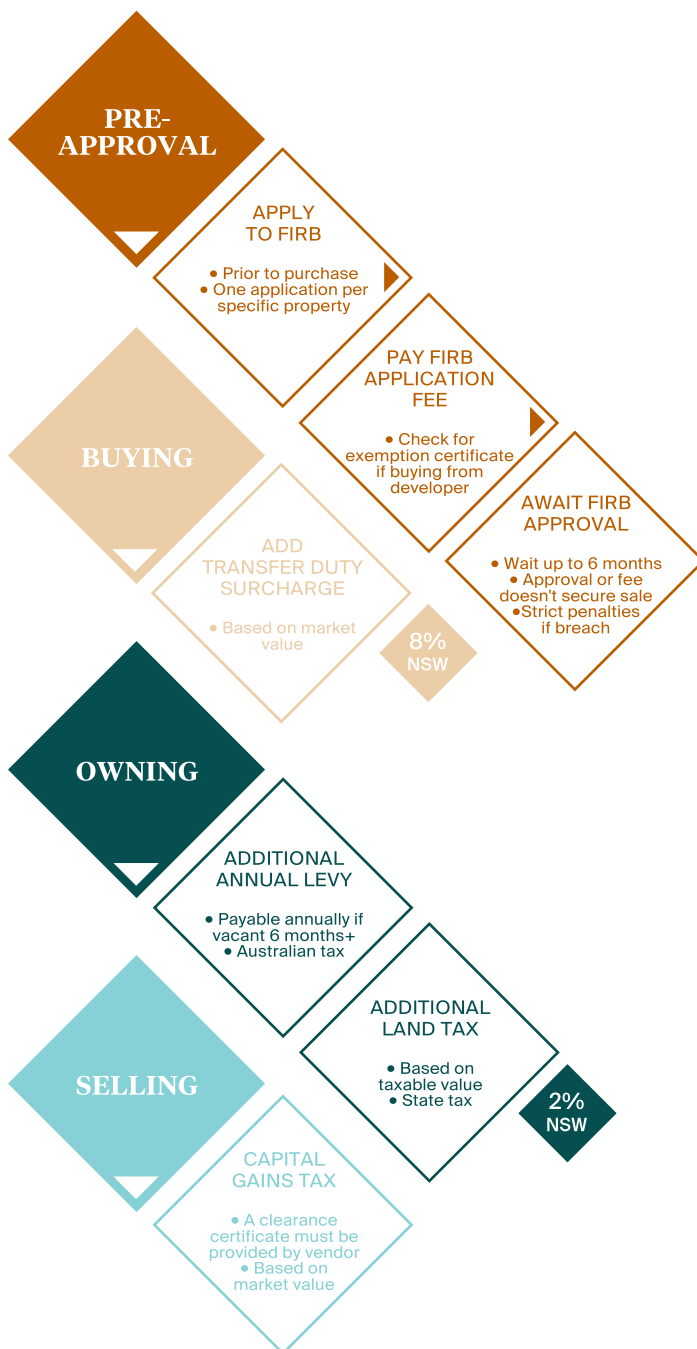 PRE-
APPROVAL
APPLY
TO FIRB
● Prior to purchase
● One application per
specific property
PAY FIRB
APPLICATION
FEE
● Check for
exemption certificate
if buying from
developer
AWAIT FIRB
APPROVAL
● Wait up to 6 months
● Approval or fee
doesn't secure sale
●Strict penalties
if breach
BUYING
ADD
TRANSFER DUTY
SURCHARGE
● Based on market
value
8%
NSW
OWNING
ADDITIONAL
ANNUAL LEVY
● Payable annually if
vacant 6 months+
● Australian tax
ADDITIONAL
LAND TAX
● Based on
taxable value
● State tax
2%
NSW
SELLING
CAPITAL
GAINS TAX
● A clearance
certificate must be
provided by vendor
● Based on
market value